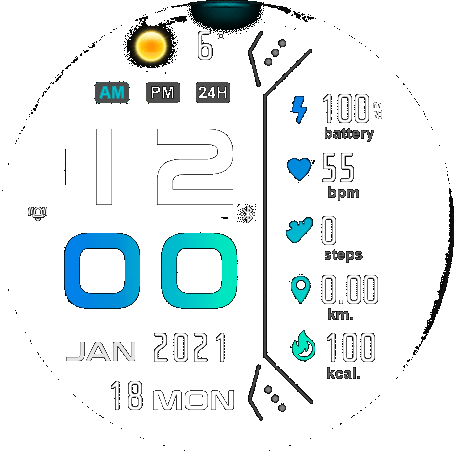 6°
AM PM 24H
12
00
JAN 2021
18 MON
100%
battery
55
bpm
0
steps
0.00
km.
100
kcal.